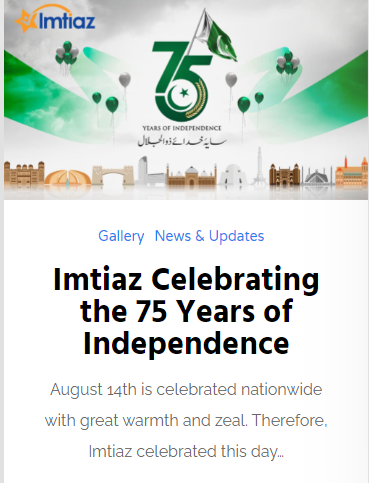 Imtiaz
75
YEARS OF INDEPENDENCE
سایۂ خدائے ذوالجلال
Gallery News & Updates
Imtiaz Celebrating
the 75 Years of
Independence
August 14th is celebrated nationwide
with great warmth and zeal. Therefore,
Imtiaz celebrated this day...